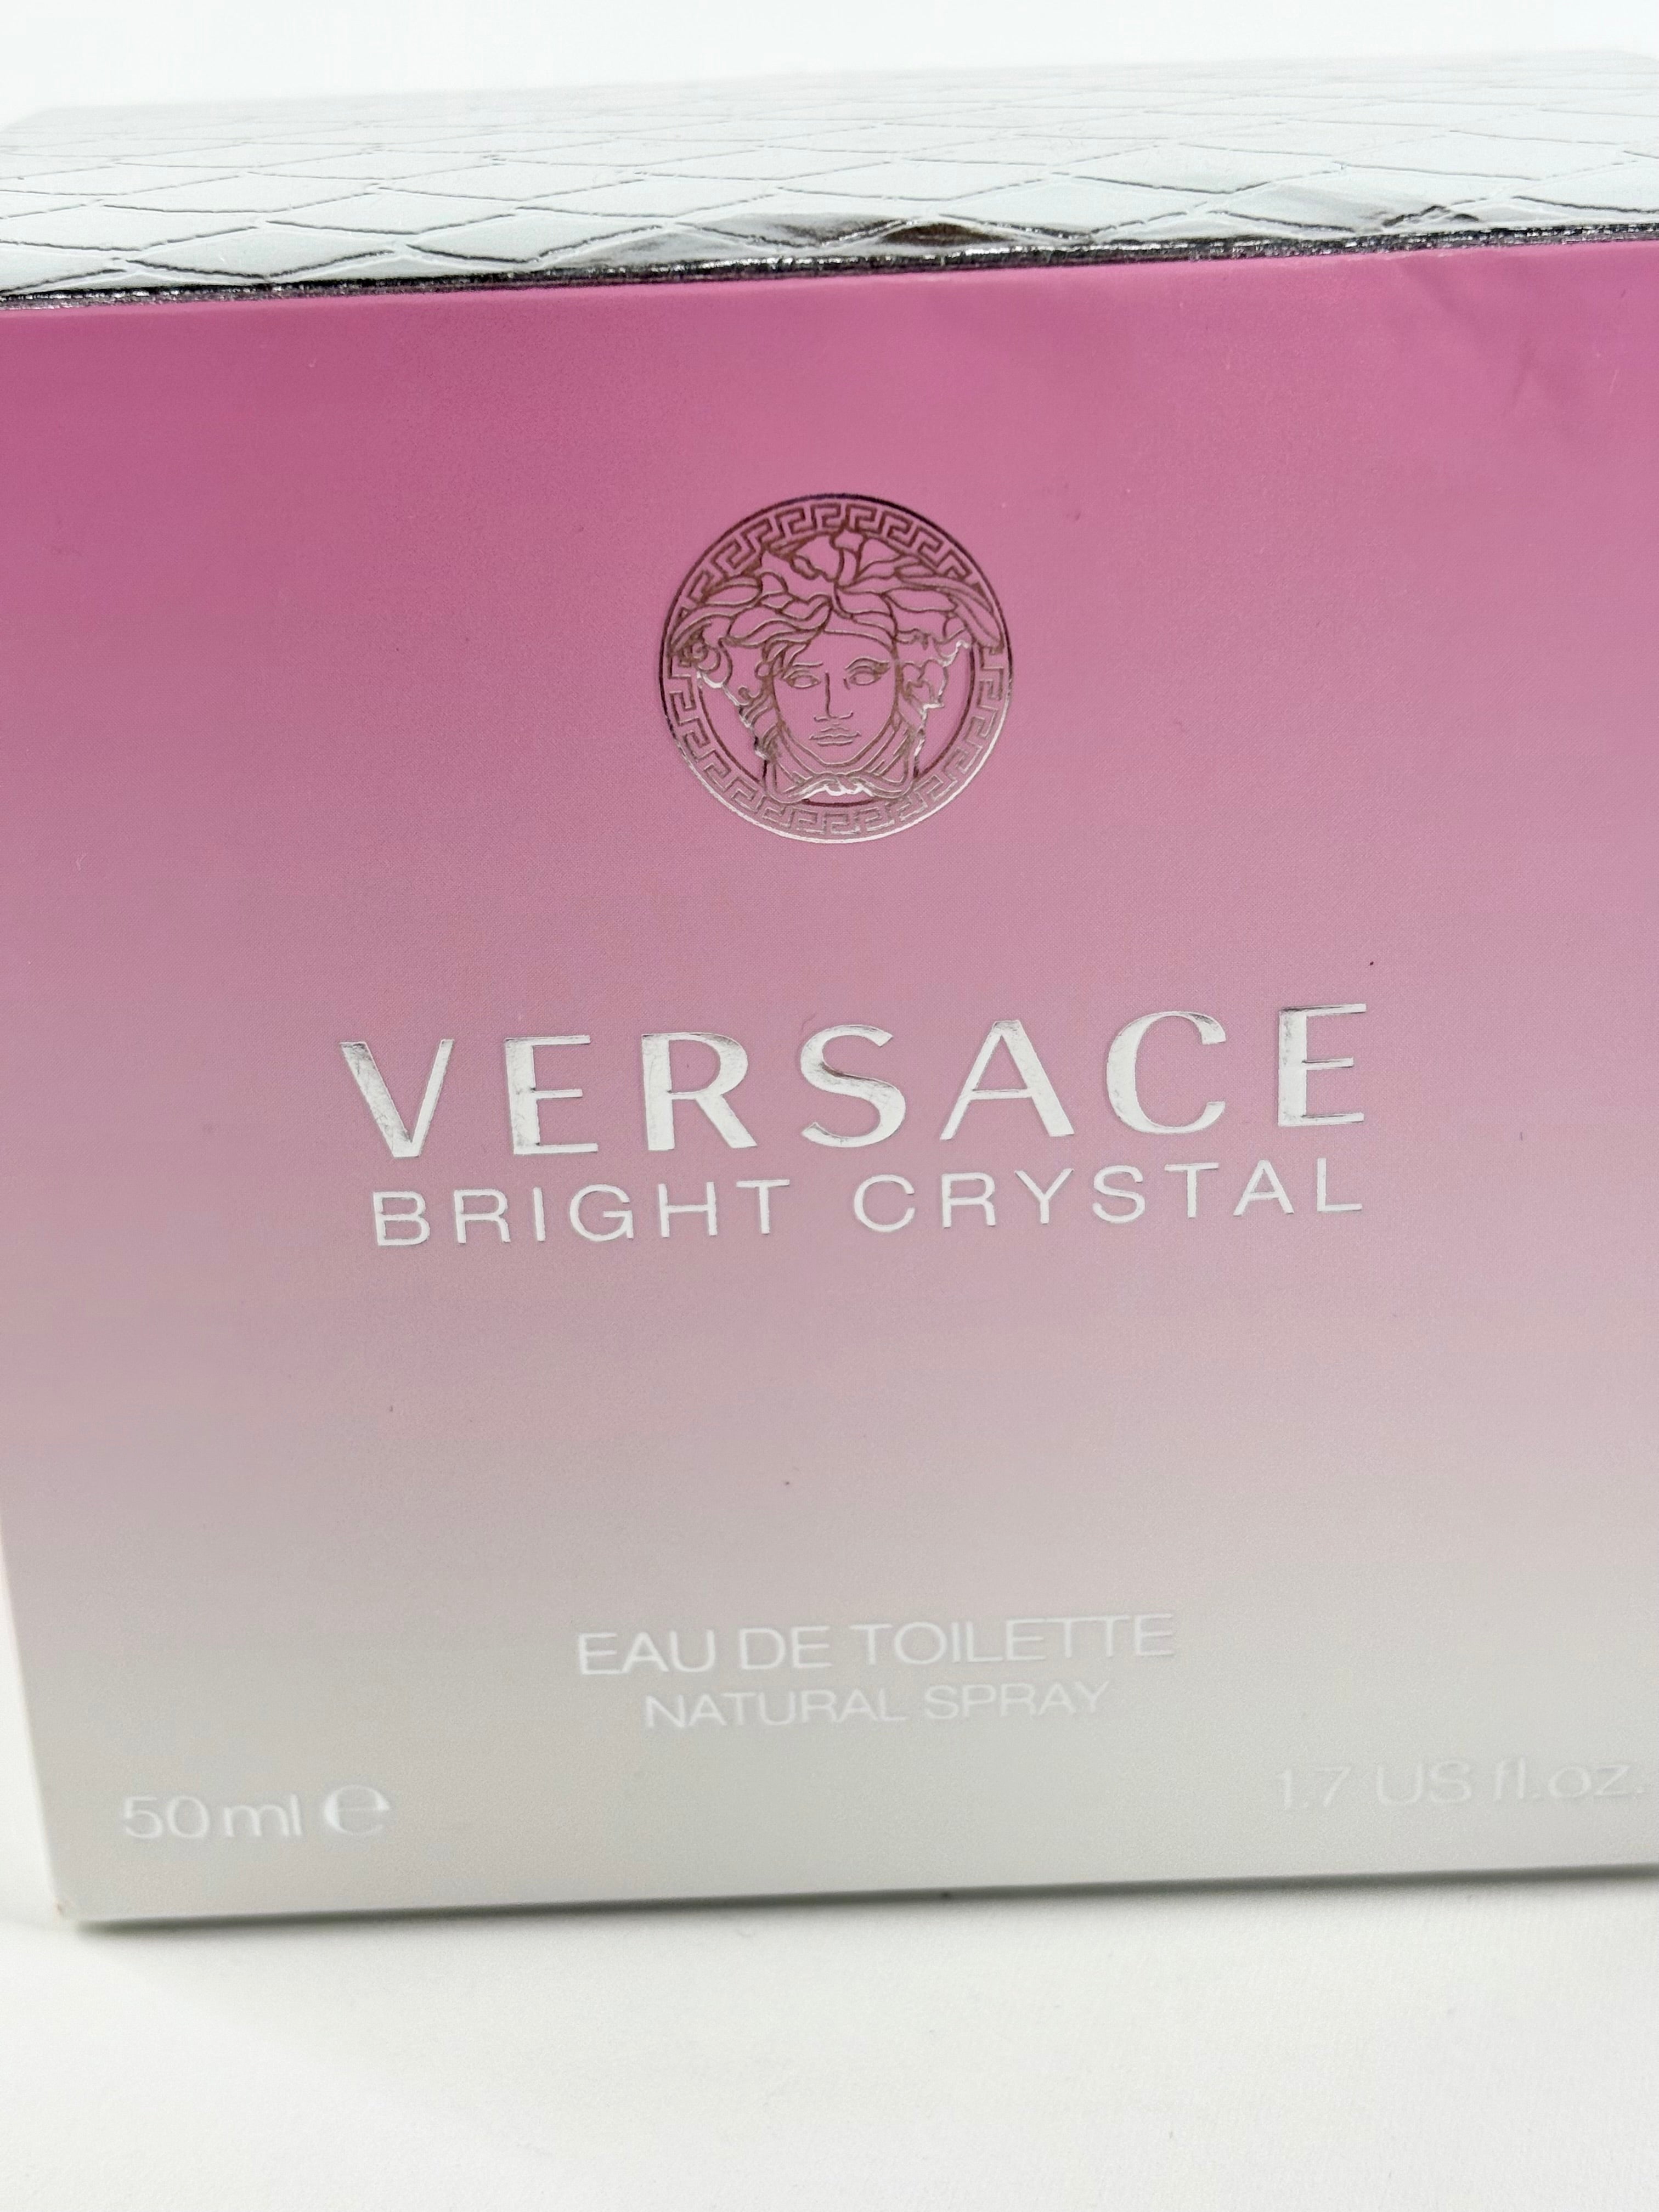 VERSACE
BRIGHT CRYSTAL
EAU DE TOILETTE
NATURAL SPRAY
50 ml ℮
1.7 US fl.oz.